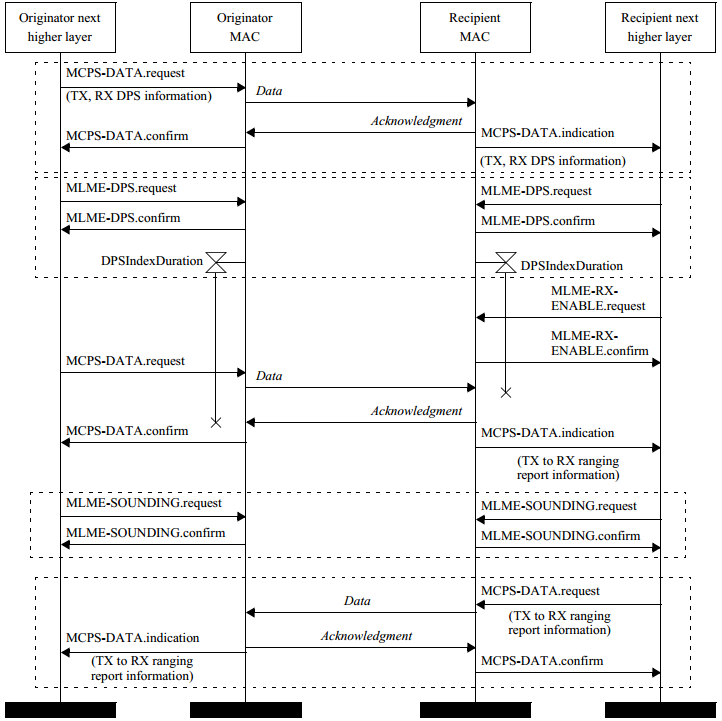 Originator next
higher layer
Originator
MAC
Recipient
MAC
Recipient next
higher layer
MCPS-DATA.request
(TX, RX DPS information)
Data
Acknowledgment
MCPS-DATA.confirm
MCPS-DATA.indication
(TX, RX DPS information)
MLME-DPS.request
MLME-DPS.request
MLME-DPS.confirm
MLME-DPS.confirm
DPSIndexDuration
DPSIndexDuration
MLME-RX-
ENABLE.request
MLME-RX-
ENABLE.confirm
MCPS-DATA.request
Data
Acknowledgment
MCPS-DATA.confirm
MCPS-DATA.indication
(TX to RX ranging
report information)
MLME-SOUNDING.request
MLME-SOUNDING.request
MLME-SOUNDING.confirm
MLME-SOUNDING.confirm
MCPS-DATA.request
Data
(TX to RX ranging
report information)
MCPS-DATA.indication
Acknowledgment
(TX to RX ranging
report information)
MCPS-DATA.confirm